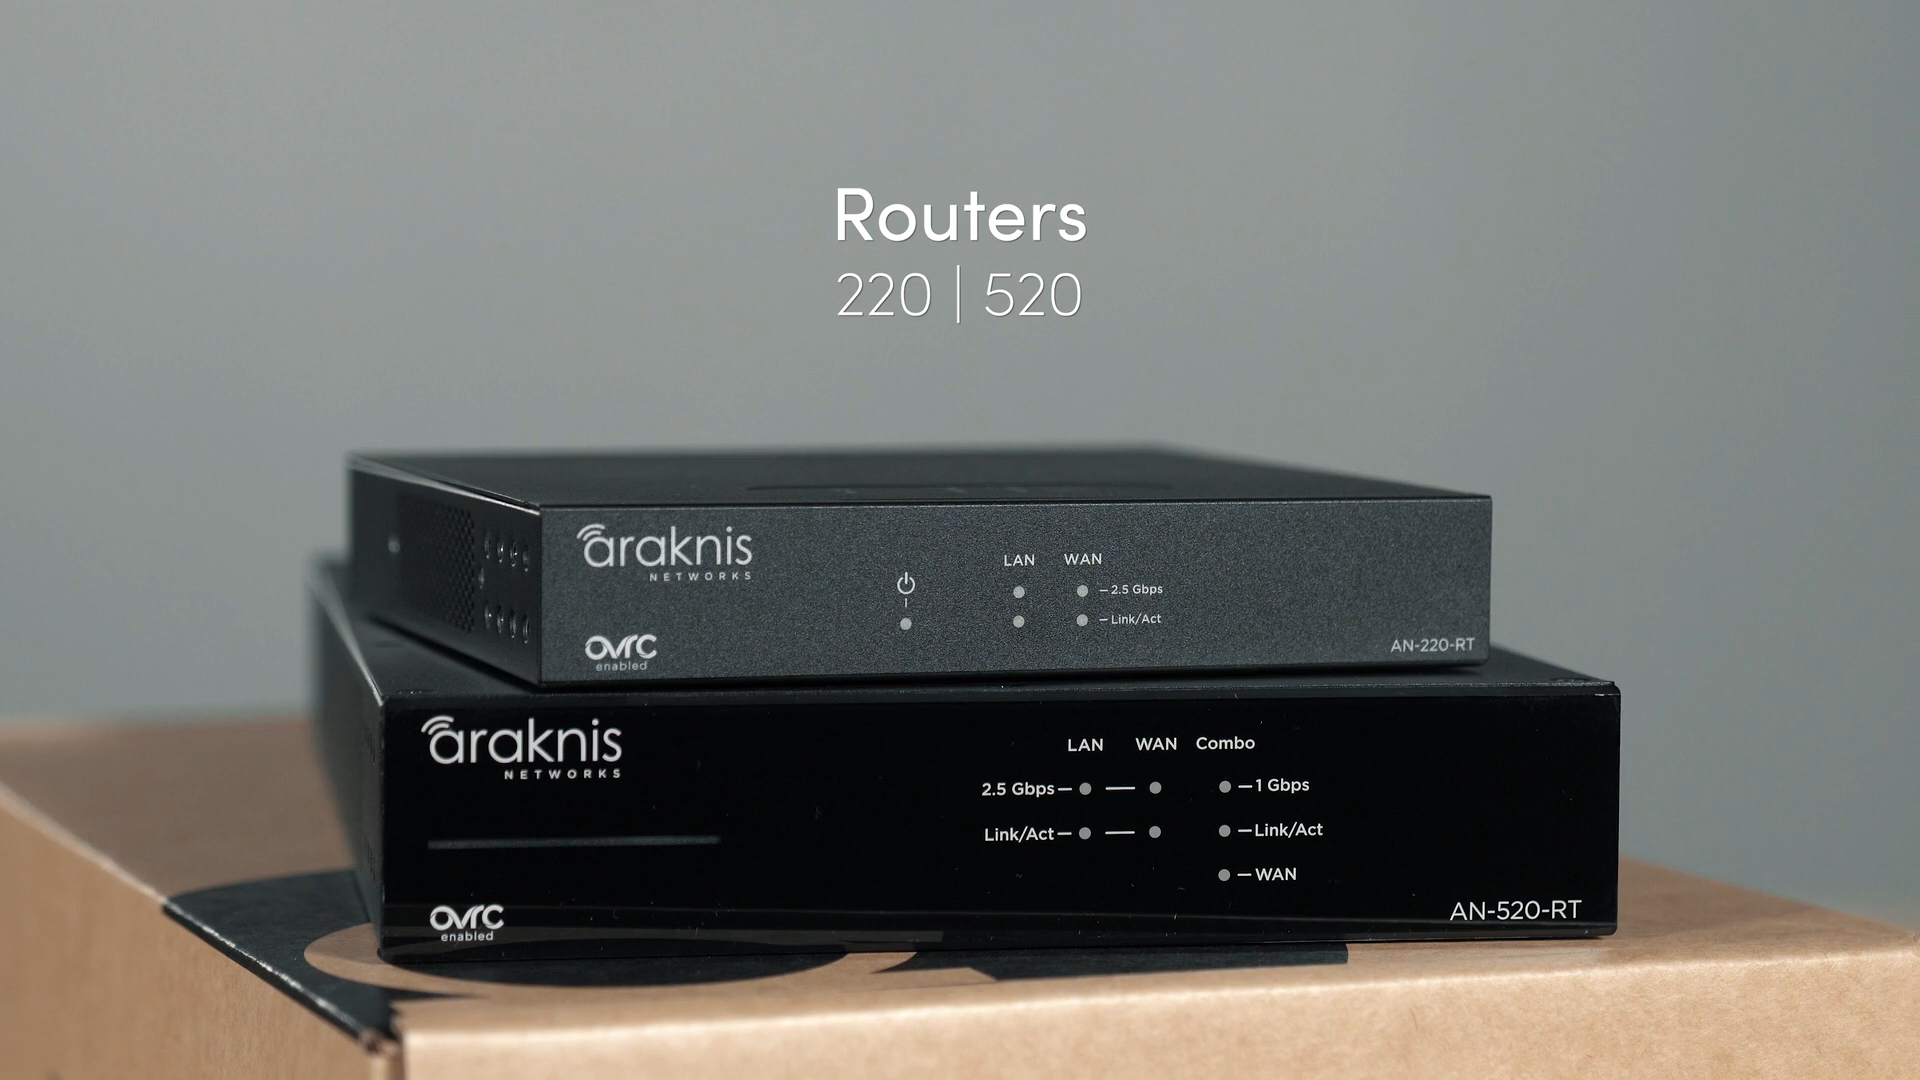 Routers
220 | 520
araknis
NETWORKS
LAN WAN
2.5 Gbps
Link/Act
ovrc
enabled
AN-220-RT
araknis
NETWORKS
LAN WAN Combo
2.5 Gbps 1 Gbps
Link/Act Link/Act
WAN
ovrc
enabled
AN-520-RT